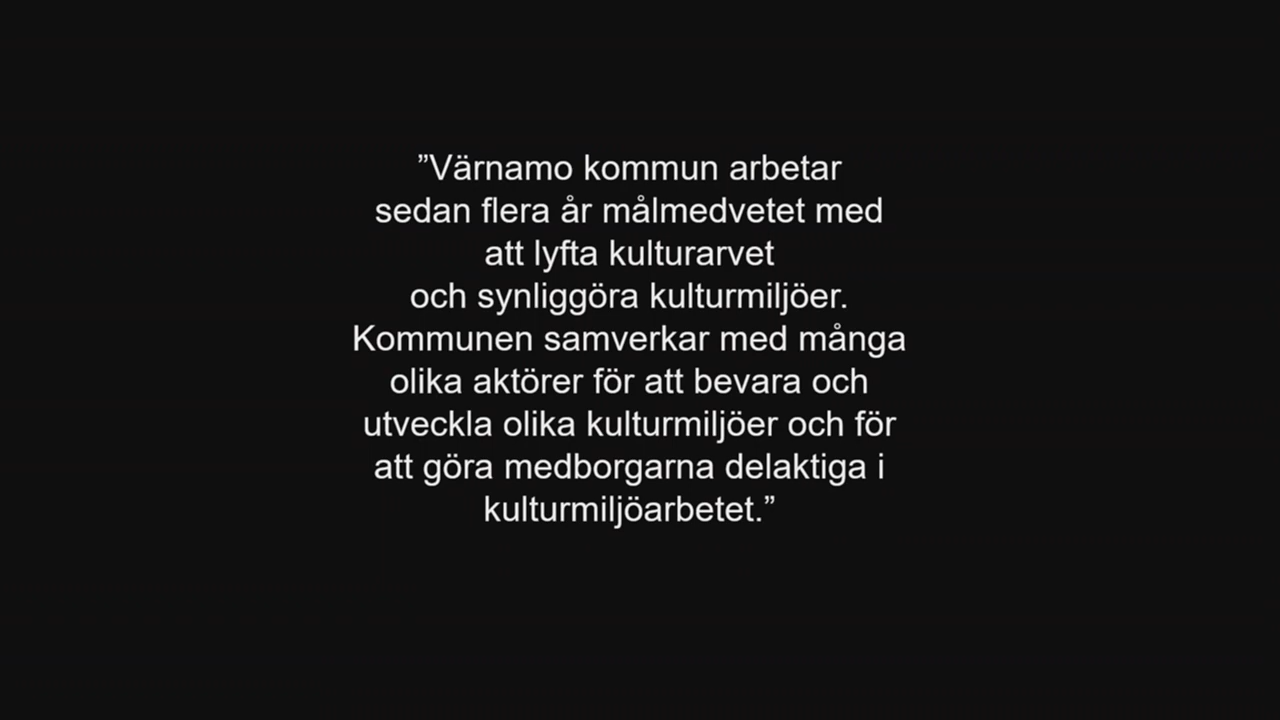 ”Värnamo kommun arbetar
sedan flera år målmedvetet med
att lyfta kulturarvet
och synliggöra kulturmiljöer.
Kommunen samverkar med många
olika aktörer för att bevara och
utveckla olika kulturmiljöer och för
att göra medborgarna delaktiga i
kulturmiljöarbetet.”